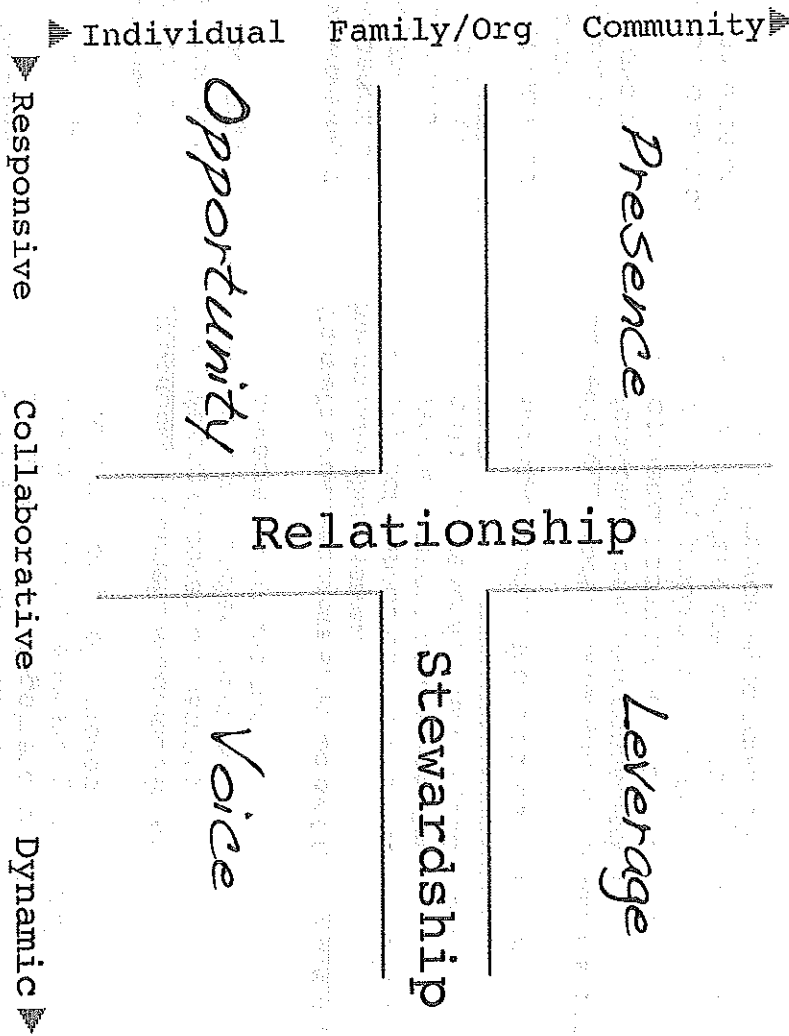 Individual Family/Org Community
Responsive Collaborative Dynamic
Opportunity
Presence
Relationship
Stewardship
Voice
Leverage